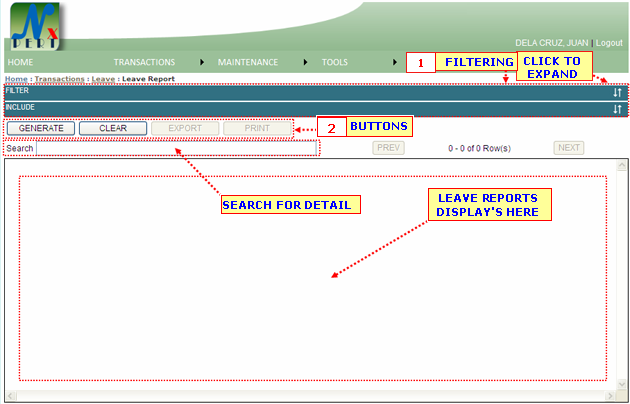 N x
PERT
DELA CRUZ, JUAN | Logout
HOME TRANSACTIONS MAINTENANCE TOOLS
1 FILTERING
CLICK TO
EXPAND
Home : Transactions : Leave : Leave Report
FILTER
INCLUDE
GENERATE CLEAR EXPORT PRINT
2 BUTTONS
Search PREV 0 - 0 of 0 Row(s) NEXT
SEARCH FOR DETAIL
LEAVE REPORTS
DISPLAY'S HERE